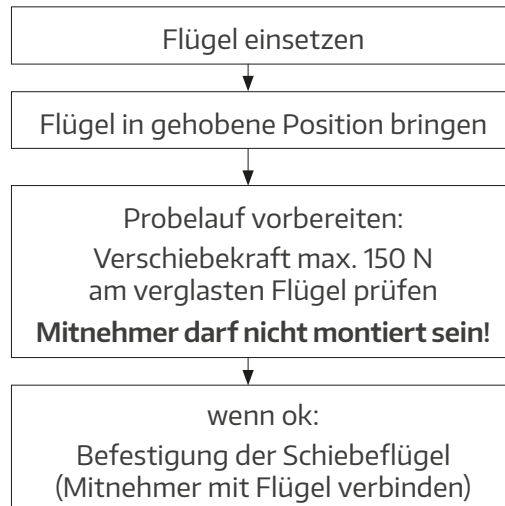 Flügel einsetzen
Flügel in gehobene Position bringen
Probelauf vorbereiten:
Verschiebekraft max. 150 N
am verglasten Flügel prüfen
Mitnehmer darf nicht montiert sein!
wenn ok:
Befestigung der Schiebeflügel
(Mitnehmer mit Flügel verbinden)